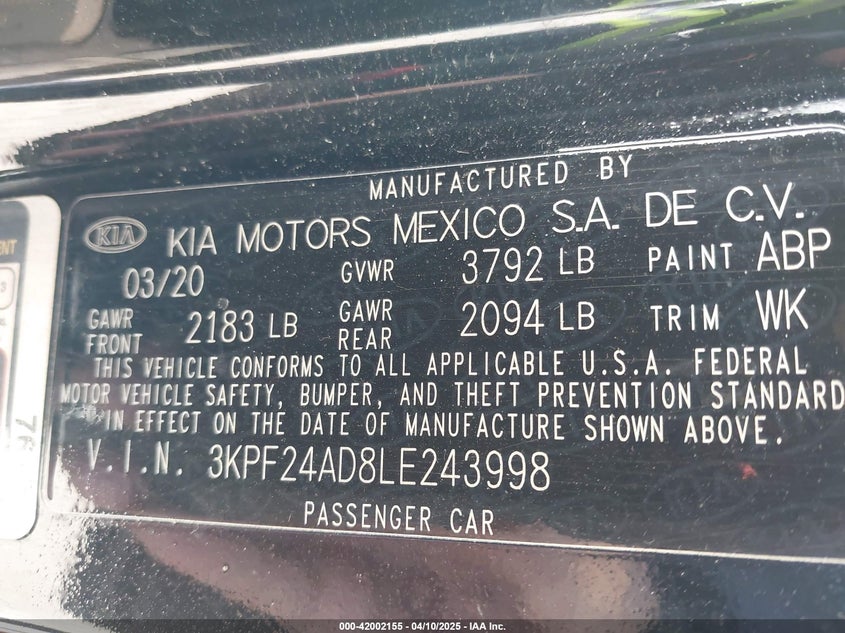 MANUFACTURED BY
KIA KIA MOTORS MEXICO S.A. DE C.V.
03/20 GVWR 3792 LB PAINT ABP
GAWR FRONT 2183 LB GAWR REAR 2094 LB TRIM WK
THIS VEHICLE CONFORMS TO ALL APPLICABLE U.S.A. FEDERAL
MOTOR VEHICLE SAFETY, BUMPER, AND THEFT PREVENTION STANDARD
IN EFFECT ON THE DATE OF MANUFACTURE SHOWN ABOVE.
V.I.N. 3KPF24AD8LE243998
PASSENGER CAR
76
000-42002155 - 04/10/2025 - IAA Inc.